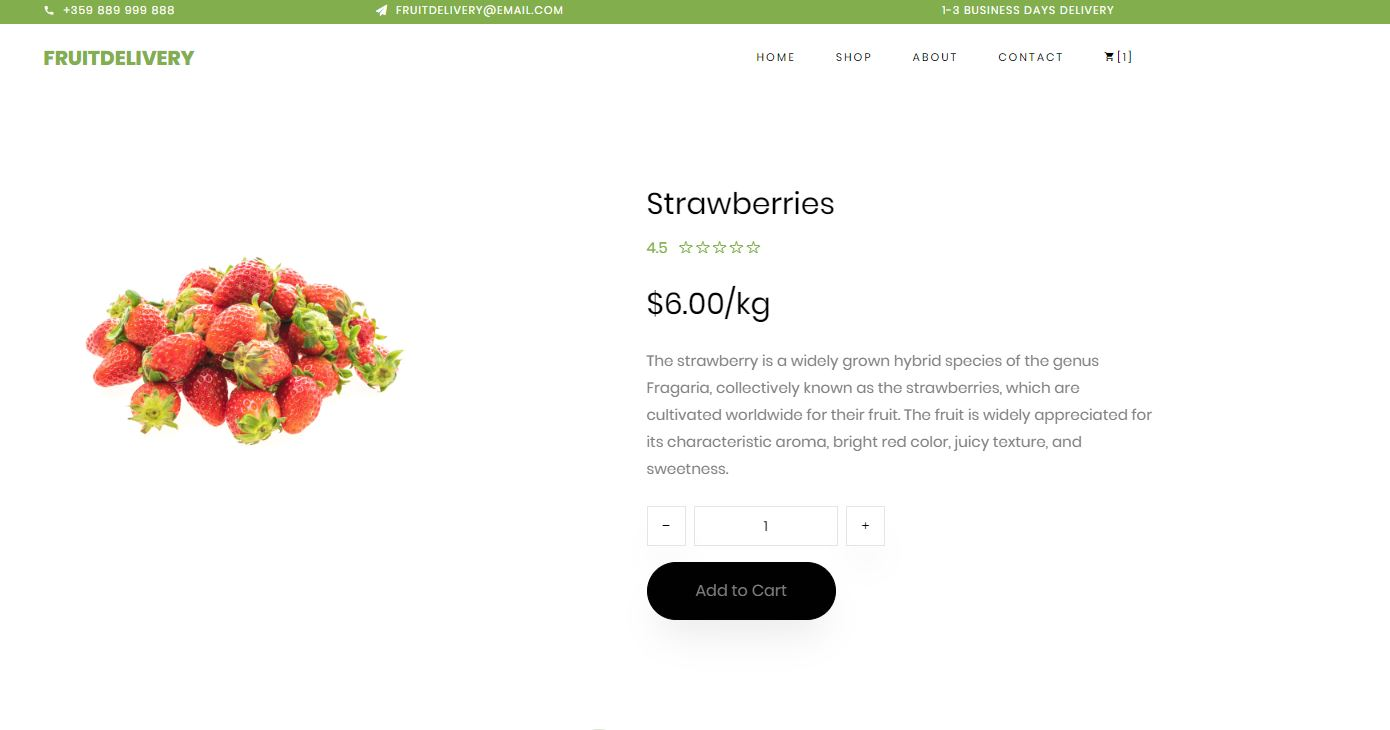 +359 889 999 888
FRUITDELIVERY@EMAIL.COM
1-3 BUSINESS DAYS DELIVERY
FRUITDELIVERY
HOME
SHOP
ABOUT
CONTACT
[1]
Strawberries
4.5
$6.00/kg
The strawberry is a widely grown hybrid species of the genus
Fragaria, collectively known as the strawberries, which are
cultivated worldwide for their fruit. The fruit is widely appreciated for
its characteristic aroma, bright red color, juicy texture, and
sweetness.
− 1 +
Add to Cart